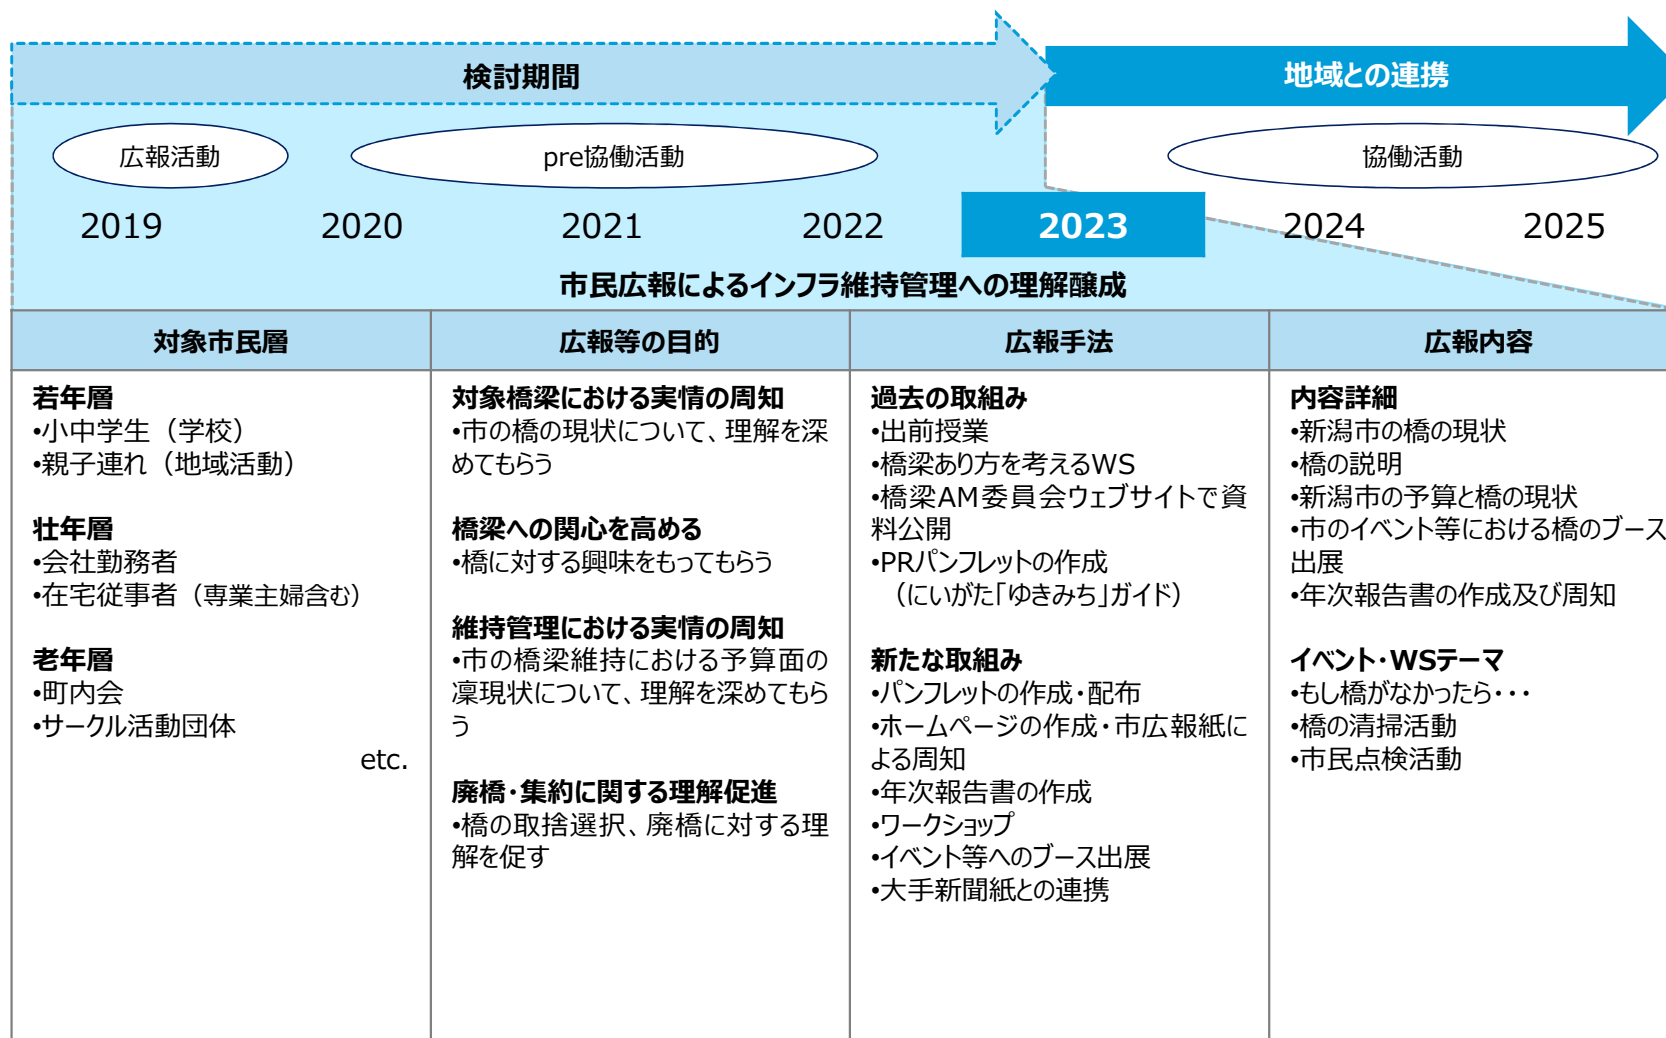 検討期間
地域との連携
広報活動
pre協働活動
協働活動
2019
2020
2021
2022
2023
2024
2025
市民広報によるインフラ維持管理への理解醸成
対象市民層
若年層
•小中学生（学校）
•親子連れ（地域活動）
壮年層
•会社勤務者
•在宅従事者（専業主婦含む）
老年層
•町内会
•サークル活動団体
etc.
広報等の目的
対象橋梁における実情の周知
•市の橋の現状について、理解を深
めてもらう
橋梁への関心を高める
•橋に対する興味をもってもらう
維持管理における実情の周知
•市の橋梁維持における予算面の
凜現状について、理解を深めてもら
う
廃橋・集約に関する理解促進
•橋の取捨選択、廃橋に対する理
解を促す
広報手法
過去の取組み
•出前授業
•橋梁あり方を考えるWS
•橋梁AM委員会ウェブサイトで資
料公開
•PRパンフレットの作成
（にいがた「ゆきみち」ガイド）
新たな取組み
•パンフレットの作成・配布
•ホームページの作成・市広報紙に
よる周知
•年次報告書の作成
•ワークショップ
•イベント等へのブース出展
•大手新聞紙との連携
広報内容
内容詳細
•新潟市の橋の現状
•橋の説明
•新潟市の予算と橋の現状
•市のイベント等における橋のブース
出展
•年次報告書の作成及び周知
イベント・WSテーマ
•もし橋がなかったら・・・
•橋の清掃活動
•市民点検活動